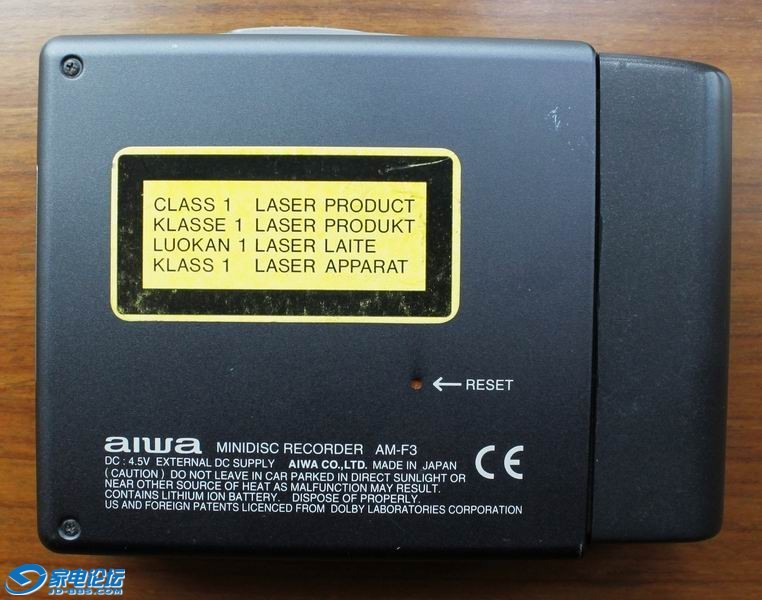 CLASS 1 LASER PRODUCT
KLASSE 1 LASER PRODUKT
LUOKAN 1 LASER LAITE
KLASS 1 LASER APPARAT
← RESET
aiwa MINIDISC RECORDER AM-F3
DC : 4.5V EXTERNAL DC SUPPLY AIWA CO.,LTD. MADE IN JAPAN
( CAUTION ) DO NOT LEAVE IN CAR PARKED IN DIRECT SUNLIGHT OR
NEAR OTHER SOURCE OF HEAT AS MALFUNCTION MAY RESULT.
CONTAINS LITHIUM ION BATTERY. DISPOSE OF PROPERLY.
US AND FOREIGN PATENTS LICENCED FROM DOLBY LABORATORIES CORPORATION
CE
家电论坛
JD-BBS.COM